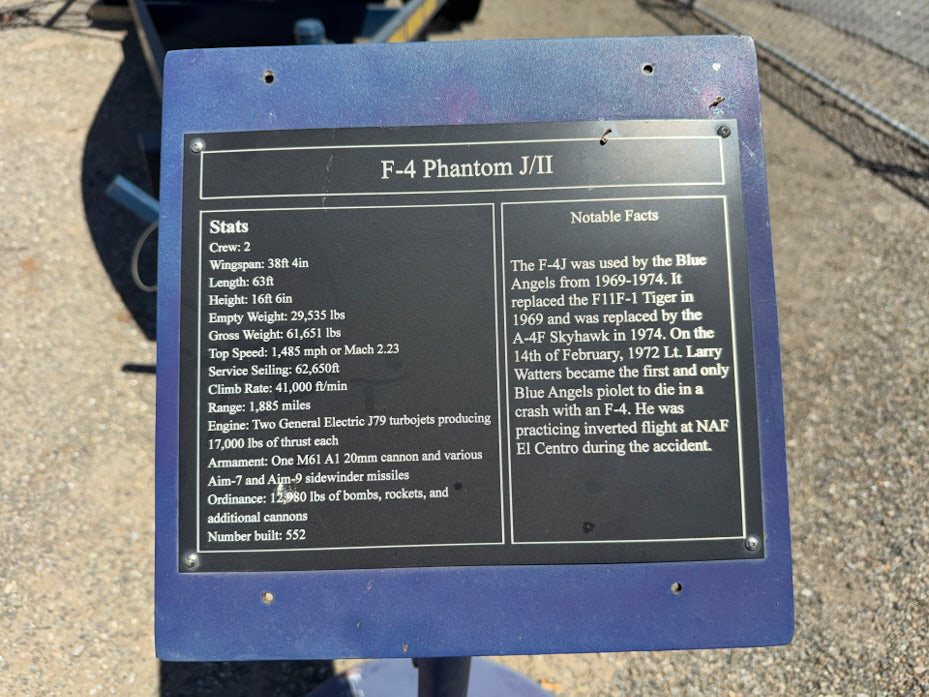 F-4 Phantom J/II
Stats
Crew: 2
Wingspan: 38ft 4in
Length: 63ft
Height: 16ft 6in
Empty Weight: 29,535 lbs
Gross Weight: 61,651 lbs
Top Speed: 1,485 mph or Mach 2.23
Service Seiling: 62,650ft
Climb Rate: 41,000 ft/min
Range: 1,885 miles
Engine: Two General Electric J79 turbojets producing
17,000 lbs of thrust each
Armament: One M61 A1 20mm cannon and various
Aim-7 and Aim-9 sidewinder missiles
Ordinance: 12,980 lbs of bombs, rockets, and
additional cannons
Number built: 552
Notable Facts
The F-4J was used by the Blue
Angels from 1969-1974. It
replaced the F11F-1 Tiger in
1969 and was replaced by the
A-4F Skyhawk in 1974. On the
14th of February, 1972 Lt. Larry
Watters became the first and only
Blue Angels piolet to die in a
crash with an F-4. He was
practicing inverted flight at NAF
El Centro during the accident.